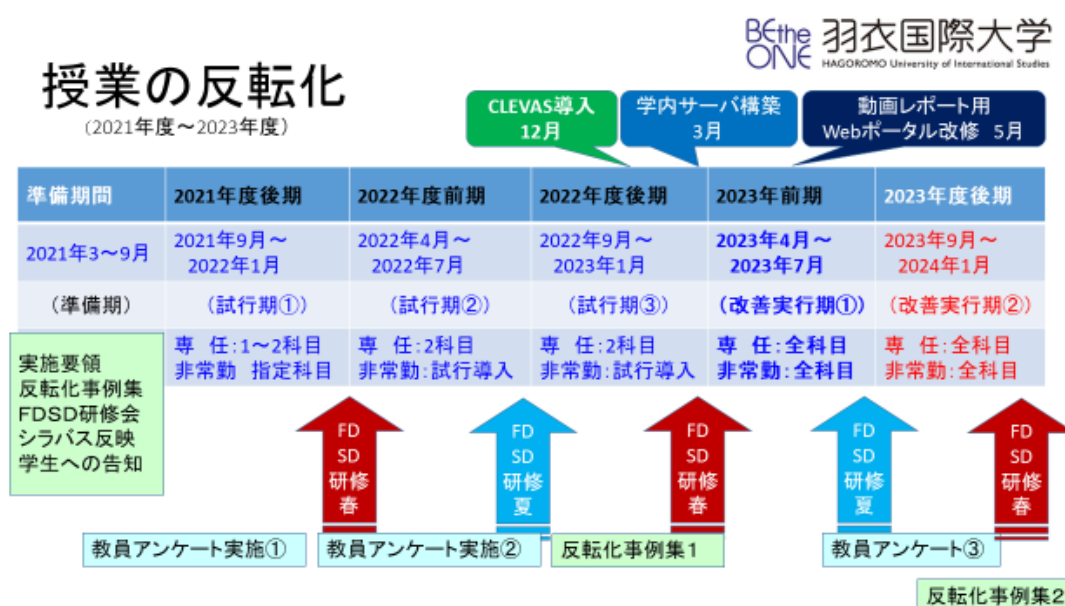 BEthe
ONE
羽衣国際大学
HAGOROMO University of International Studies
授業の反転化
(2021年度～2023年度)
CLEVAS導入
12月
学内サーバ構築
3月
動画レポート用
Webポータル改修 5月
準備期間
2021年度後期
2022年度前期
2022年度後期
2023年前期
2023年度後期
2021年3～9月
2021年9月～
2022年1月
2022年4月～
2022年7月
2022年9月～
2023年1月
2023年4月～
2023年7月
2023年9月～
2024年1月
(準備期)
(試行期①)
(試行期②)
(試行期③)
(改善実行期①)
(改善実行期②)
実施要領
反転化事例集
FDSD研修会
シラバス反映
学生への告知
専 任:1～2科目
非常勤 指定科目
専 任:2科目
非常勤:試行導入
専 任:2科目
非常勤:試行導入
専 任:全科目
非常勤:全科目
専 任:全科目
非常勤:全科目
FD
SD
研修
春
FD
SD
研修
夏
FD
SD
研修
春
FD
SD
研修
夏
FD
SD
研修
春
教員アンケート実施①
教員アンケート実施②
反転化事例集1
教員アンケート③
反転化事例集2